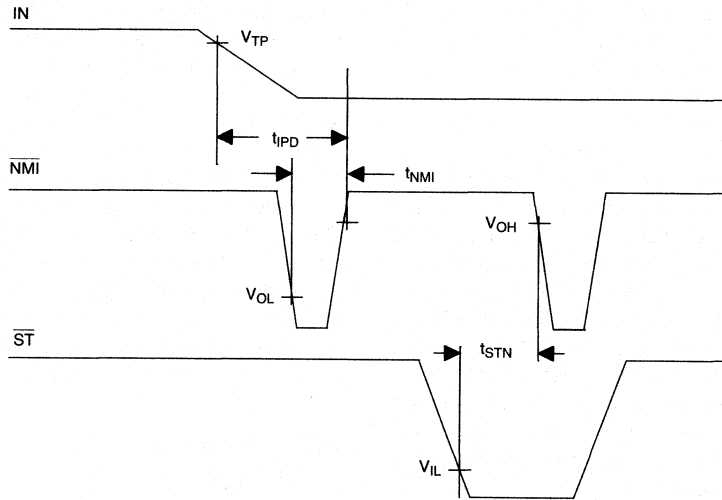 IN
VTP
tIPD
NMI
tNMI
VOH
VOL
ST
tSTN
VIL